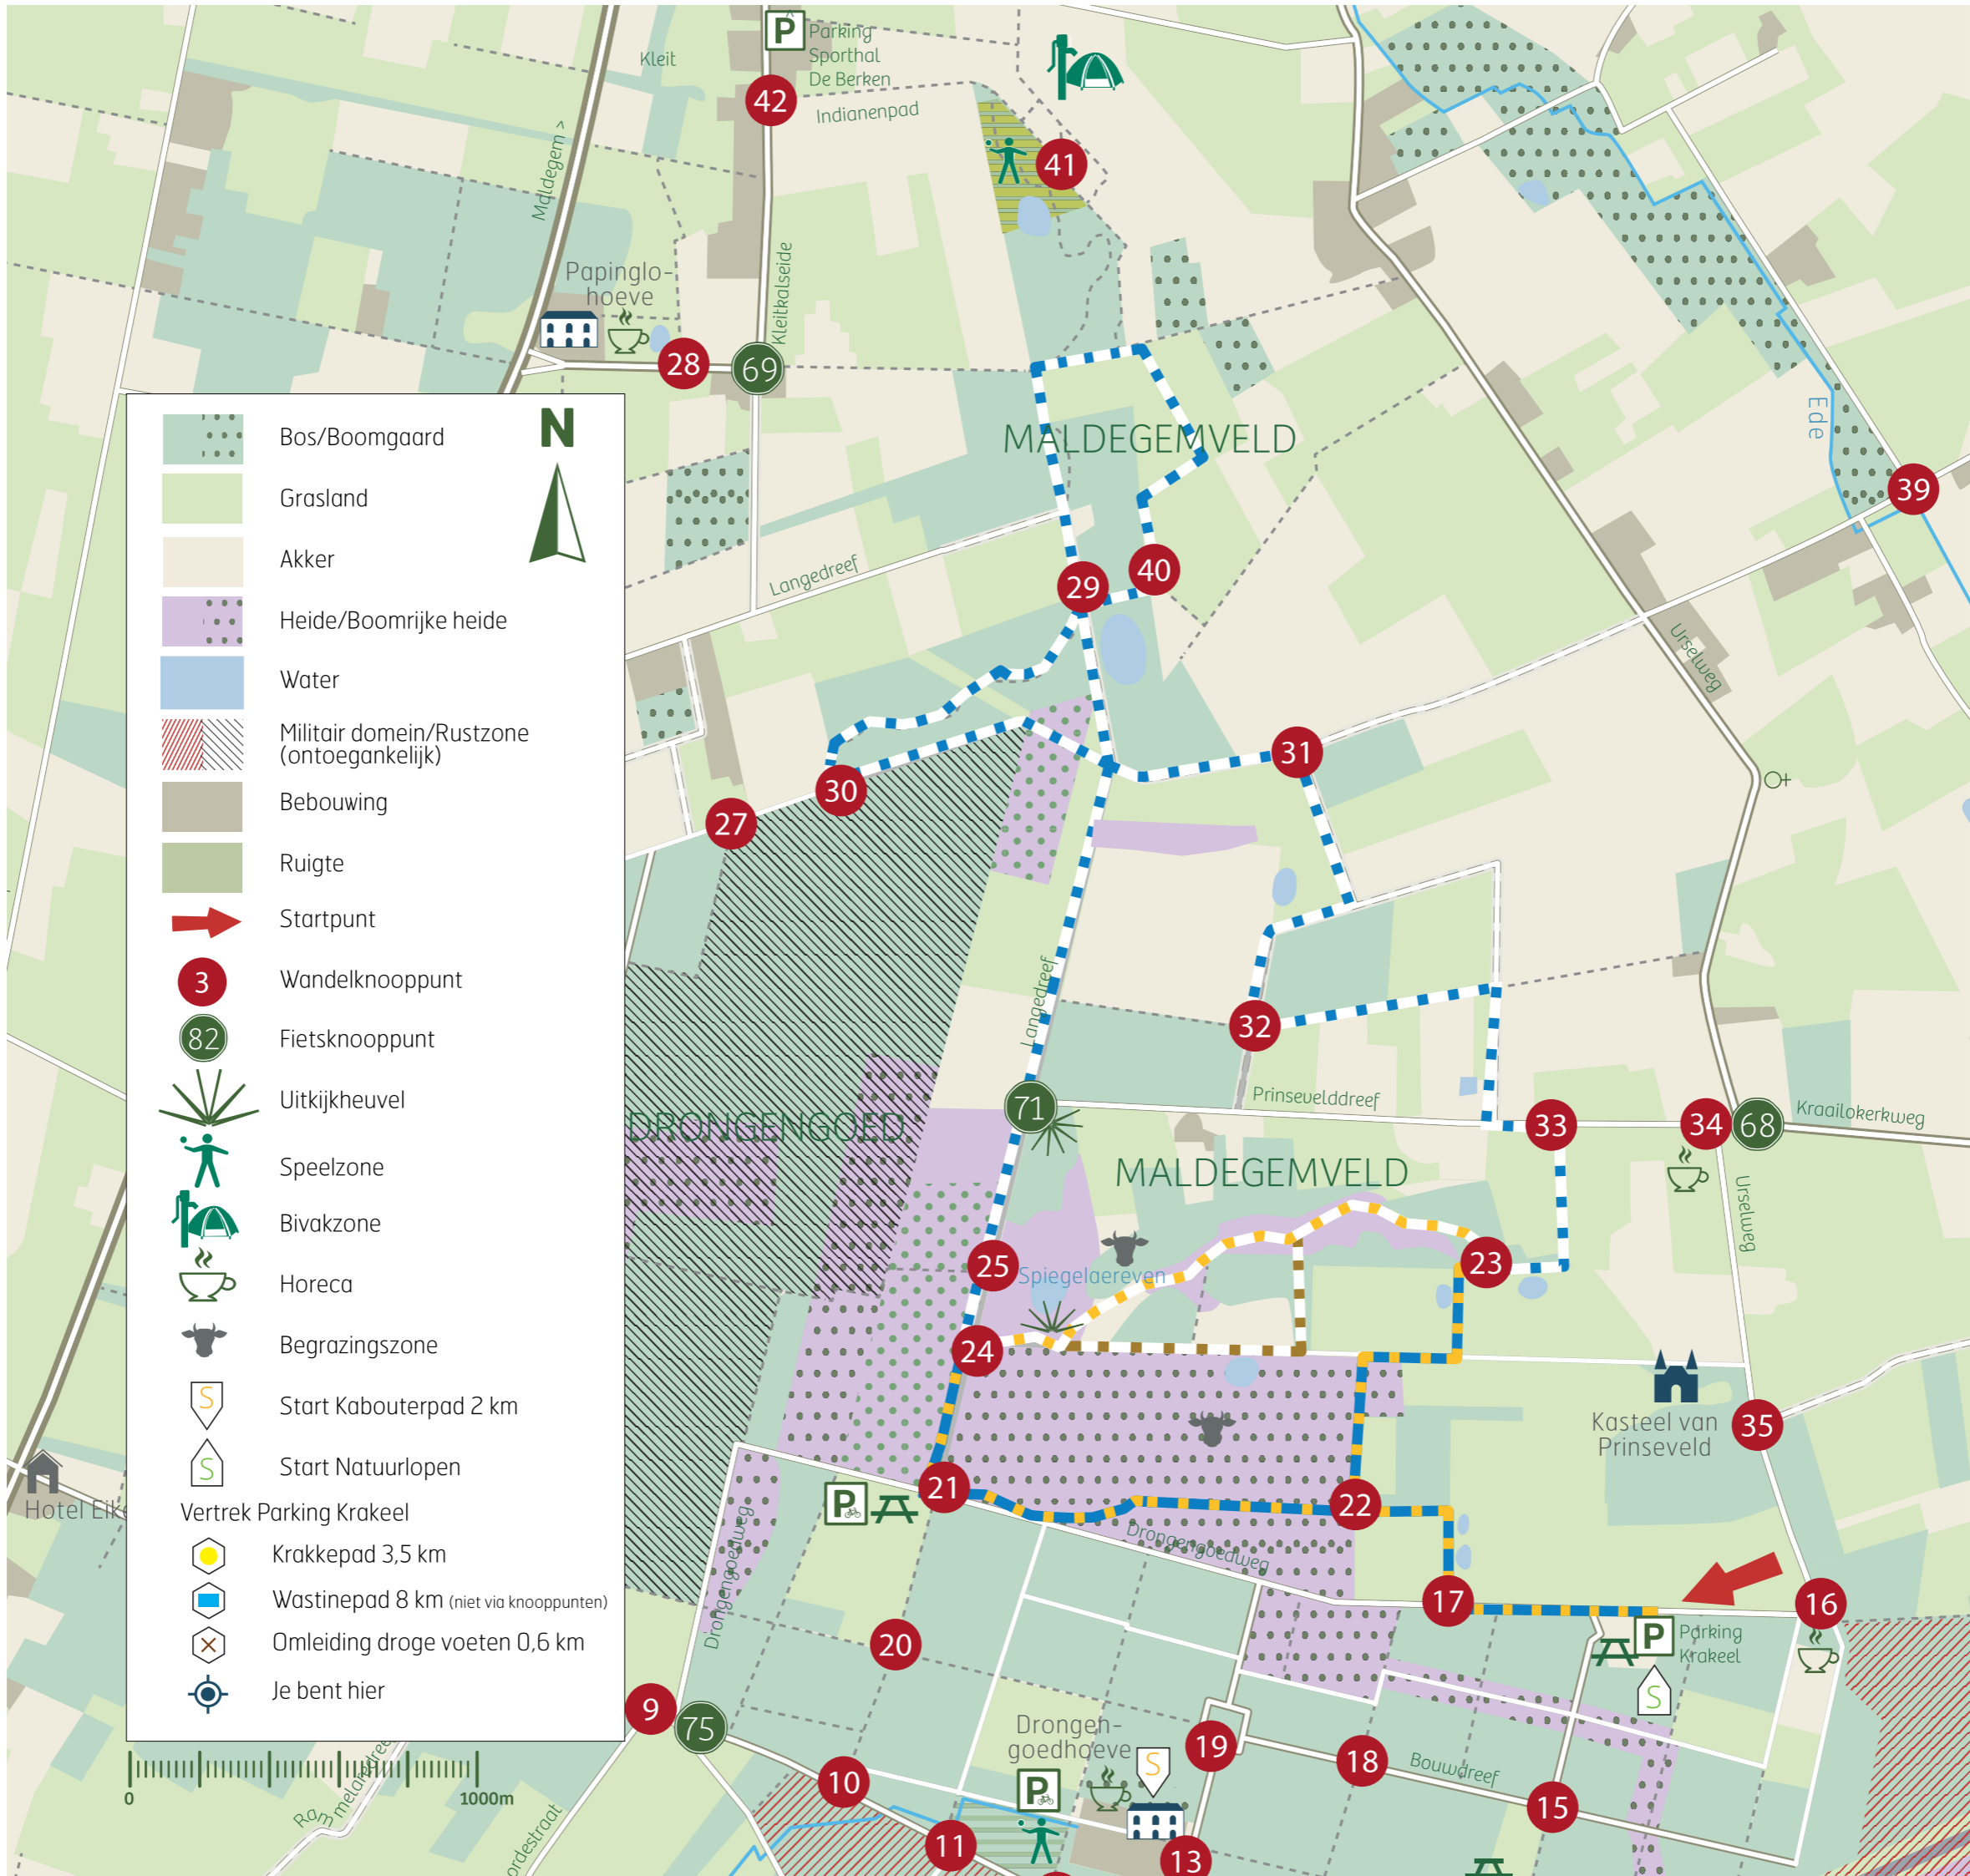 P
Parking
Sporthal
De Berken
Kleit
42
Indianenpad
41
Maldegem >
Kleitkalseide
Papinglo-
hoeve
28
69
MALDEGEMVELD
Ede
39
N
Bos/Boomgaard
Grasland
Akker
Heide/Boomrijke heide
Water
Militair domein/Rustzone
(ontoegankelijk)
Bebouwing
Ruigte
Startpunt
3
Wandelknooppunt
82
Fietsknooppunt
Uitkijkheuvel
Speelzone
Bivakzone
Horeca
Begrazingszone
S
Start Kabouterpad 2 km
S
Start Natuurlopen
Vertrek Parking Krakeel
Krakkepad 3,5 km
Wastinepad 8 km (niet via knooppunten)
Omleiding droge voeten 0,6 km
Je bent hier
0
1000m
Langedreef
29
40
Urselweg
31
30
27
Langedreef
32
71
Prinsevelddreef
33
34
68
Kraailokerkweg
DRONGENGOED
MALDEGEMVELD
Urselweg
25
Spiegelaereven
23
24
Kasteel van
Prinseveld
35
Hotel Eik
P
21
22
Drongengoedweg
Drongengoedweg
17
16
P
Parking
Krakeel
S
20
9
75
Drongen-
goedhoeve
S
19
18
Bouwdreef
15
10
P
11
13